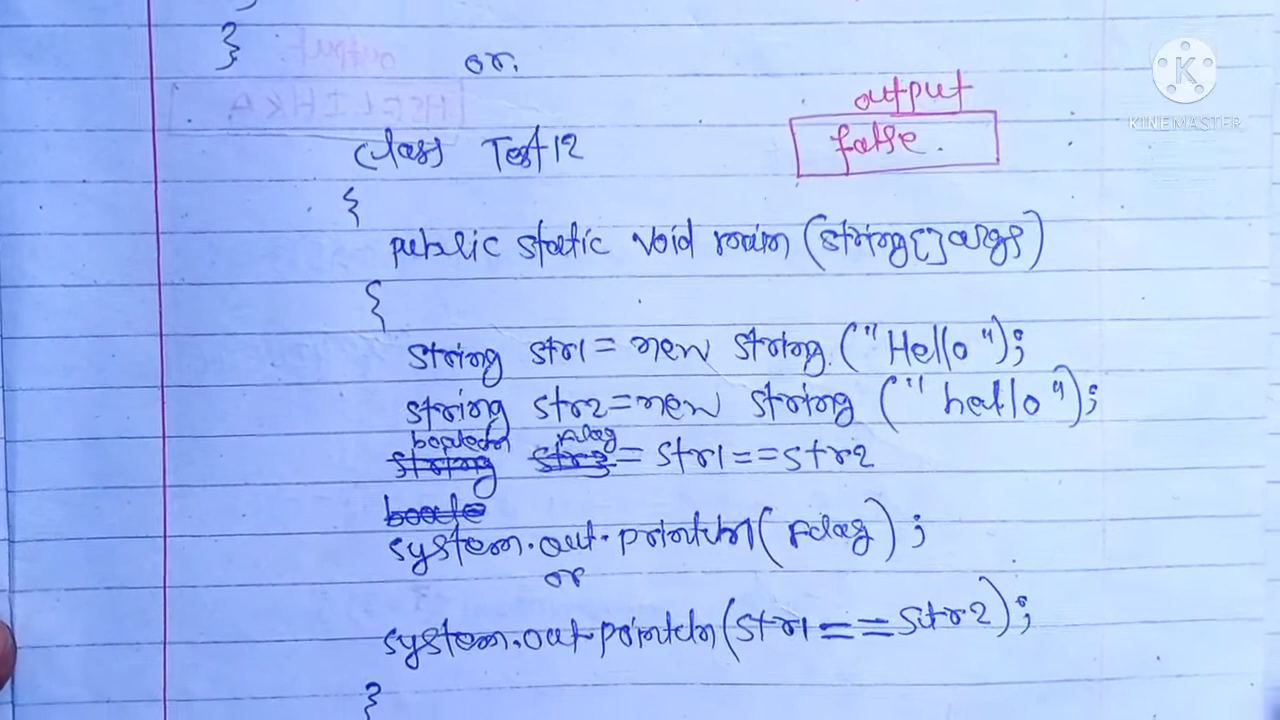 }
or.
output
false.
class Test12
{
public static void main (string[] args)
{
string str1 = new string. ("Hello");
string str2 = new string ("hello");
boolean flag = str1 == str2
system.out.println( Flag ) ;
or
system.out.println (str1 == str2);
}
KINEMASTER